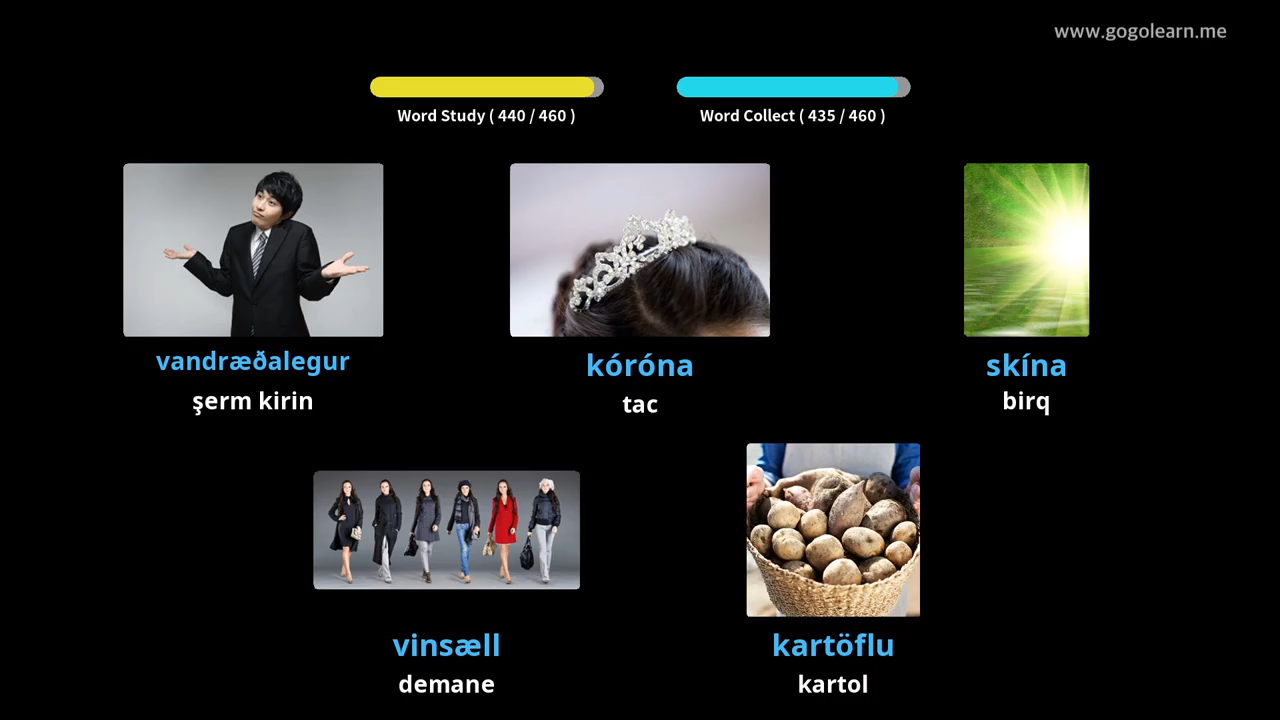 www.gogolearn.me
Word Study ( 440 / 460 )
Word Collect ( 435 / 460 )
vandræðalegur
şerm kirin
kóróna
tac
skína
birq
vinsæll
demane
kartöflu
kartol